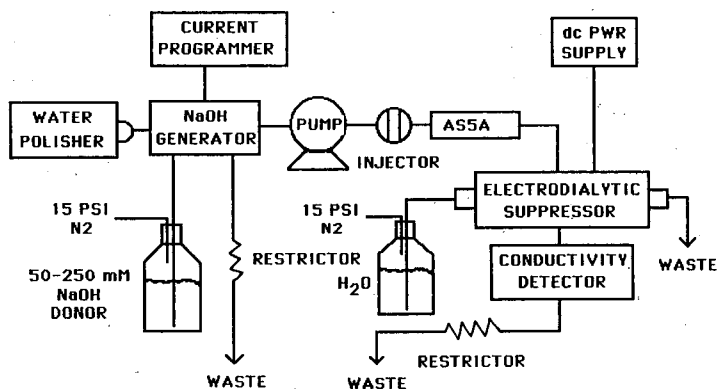 CURRENT
PROGRAMMER
dc PWR
SUPPLY
WATER
POLISHER
NaOH
GENERATOR
PUMP
INJECTOR
AS5A
15 PSI
N2
50-250 mM
NaOH
DONOR
RESTRICTOR
WASTE
15 PSI
N2
H2O
ELECTRODIALYTIC
SUPPRESSOR
WASTE
CONDUCTIVITY
DETECTOR
RESTRICTOR
WASTE